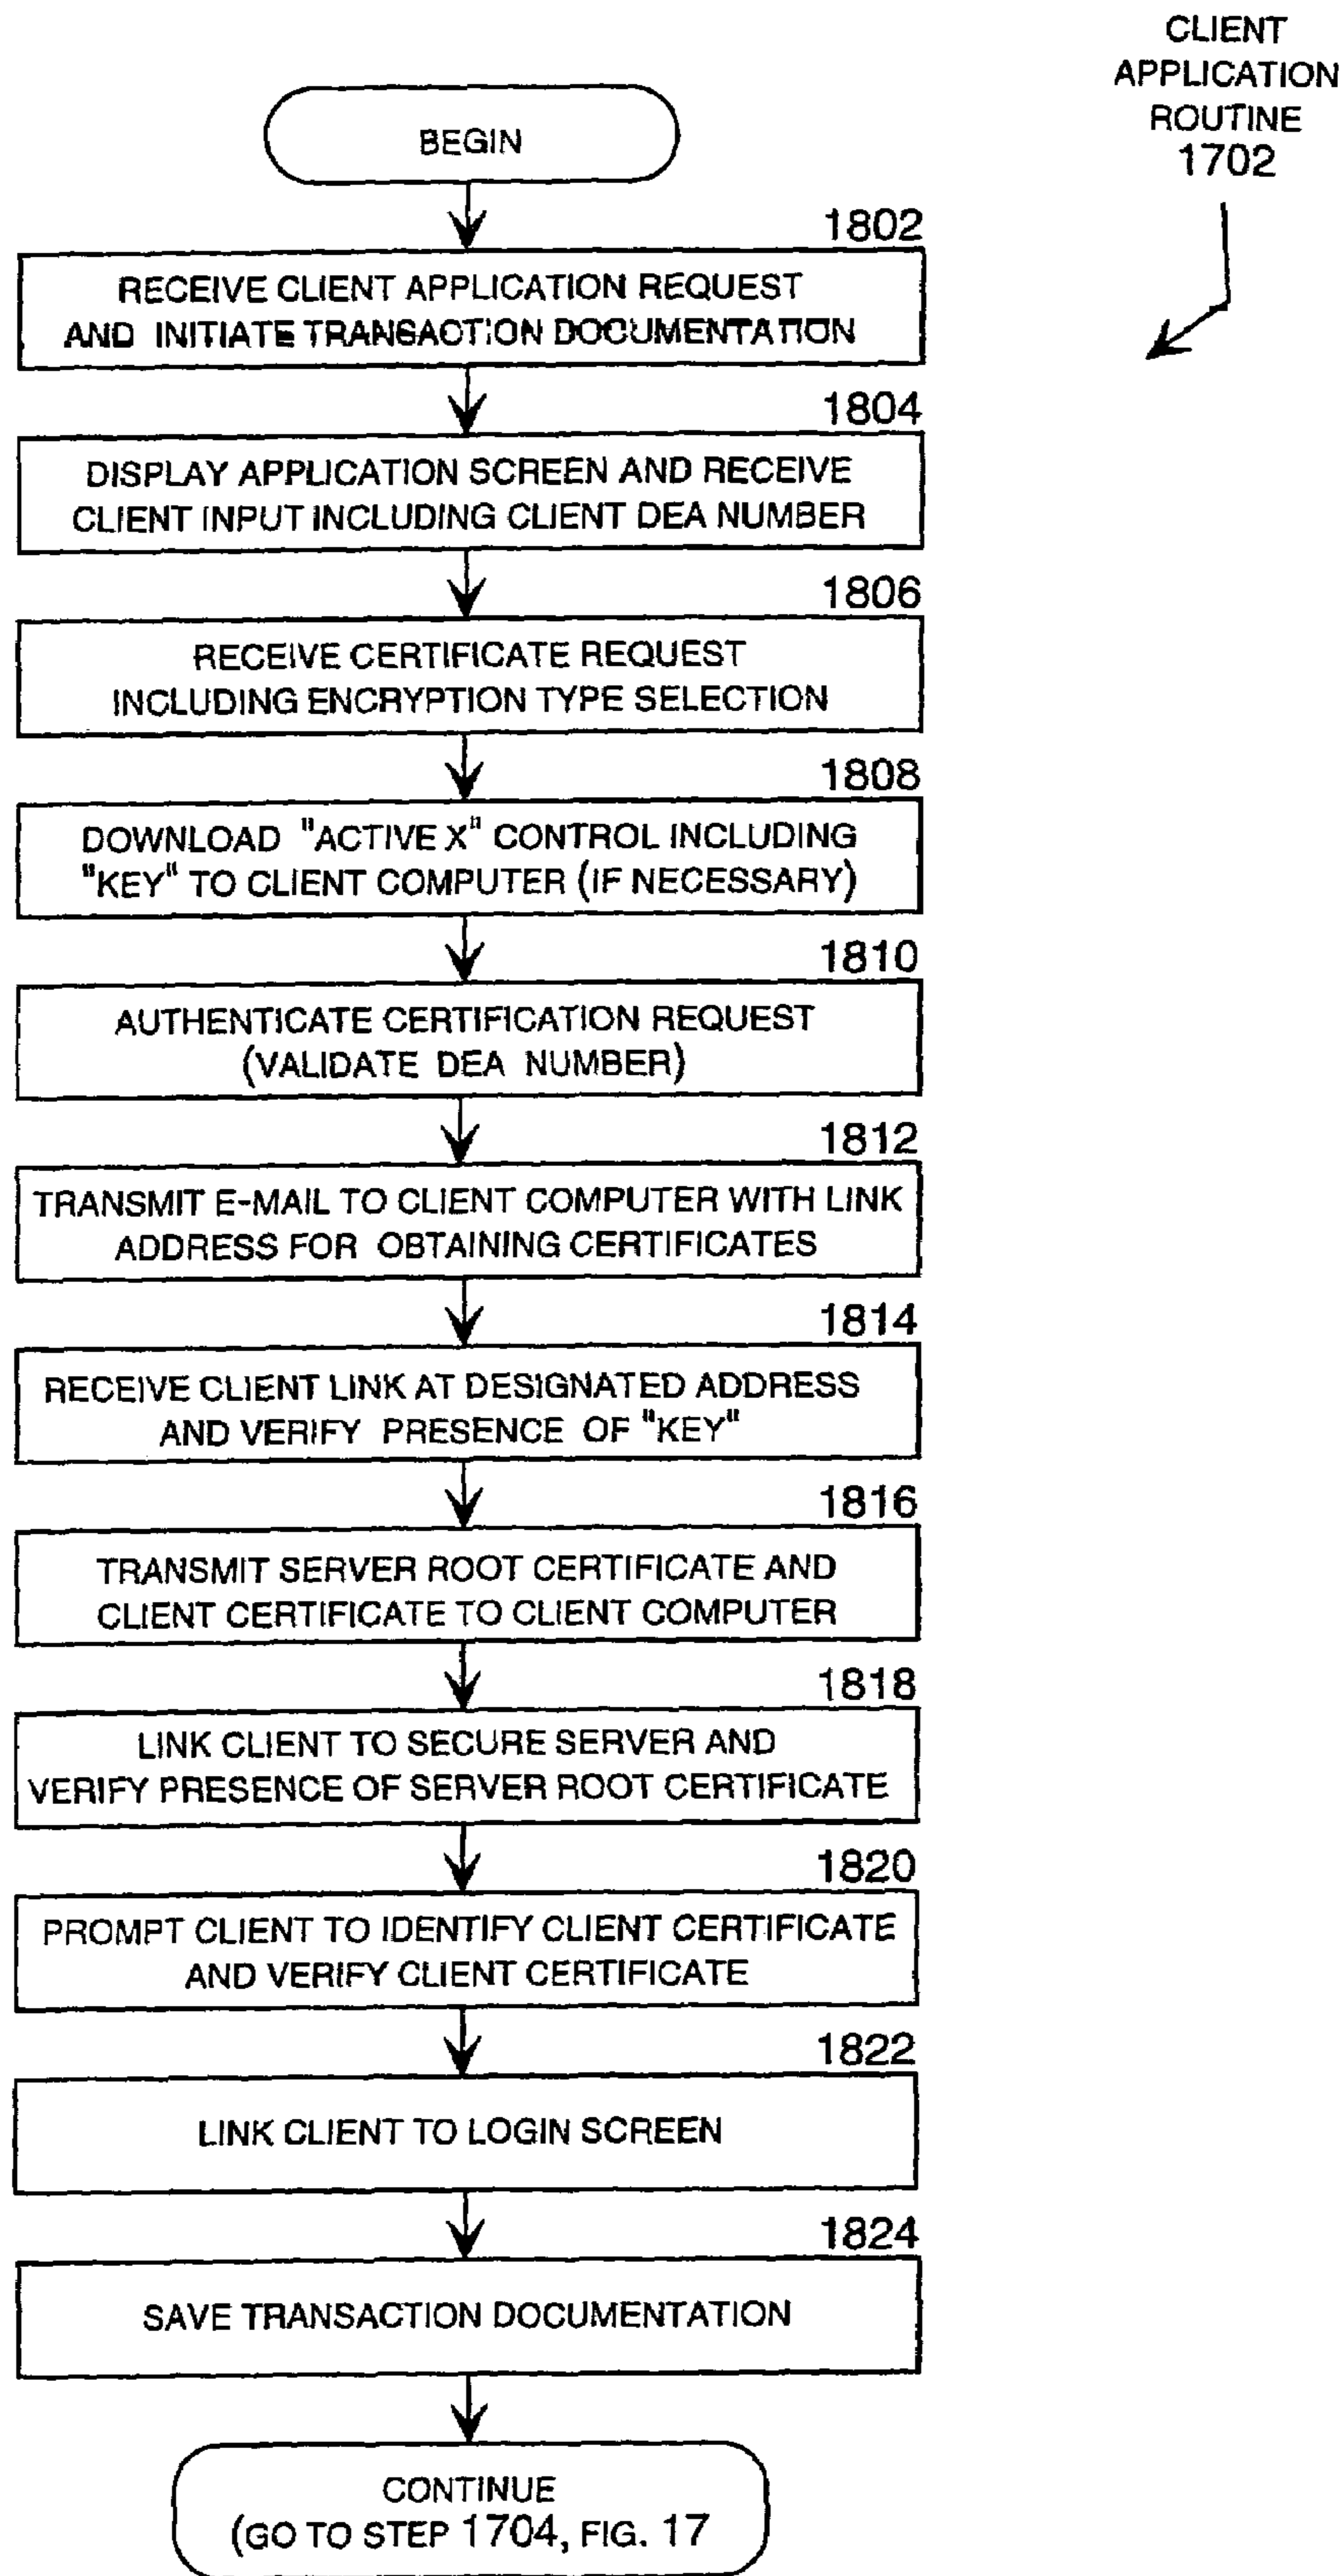 CLIENT
APPLICATION
ROUTINE
1702
BEGIN
1802
RECEIVE CLIENT APPLICATION REQUEST
AND INITIATE TRANSACTION DOCUMENTATION
1804
DISPLAY APPLICATION SCREEN AND RECEIVE
CLIENT INPUT INCLUDING CLIENT DEA NUMBER
1806
RECEIVE CERTIFICATE REQUEST
INCLUDING ENCRYPTION TYPE SELECTION
1808
DOWNLOAD "ACTIVE X" CONTROL INCLUDING
"KEY" TO CLIENT COMPUTER (IF NECESSARY)
1810
AUTHENTICATE CERTIFICATION REQUEST
(VALIDATE DEA NUMBER)
1812
TRANSMIT E-MAIL TO CLIENT COMPUTER WITH LINK
ADDRESS FOR OBTAINING CERTIFICATES
1814
RECEIVE CLIENT LINK AT DESIGNATED ADDRESS
AND VERIFY PRESENCE OF "KEY"
1816
TRANSMIT SERVER ROOT CERTIFICATE AND
CLIENT CERTIFICATE TO CLIENT COMPUTER
1818
LINK CLIENT TO SECURE SERVER AND
VERIFY PRESENCE OF SERVER ROOT CERTIFICATE
1820
PROMPT CLIENT TO IDENTIFY CLIENT CERTIFICATE
AND VERIFY CLIENT CERTIFICATE
1822
LINK CLIENT TO LOGIN SCREEN
1824
SAVE TRANSACTION DOCUMENTATION
CONTINUE
(GO TO STEP 1704, FIG. 17